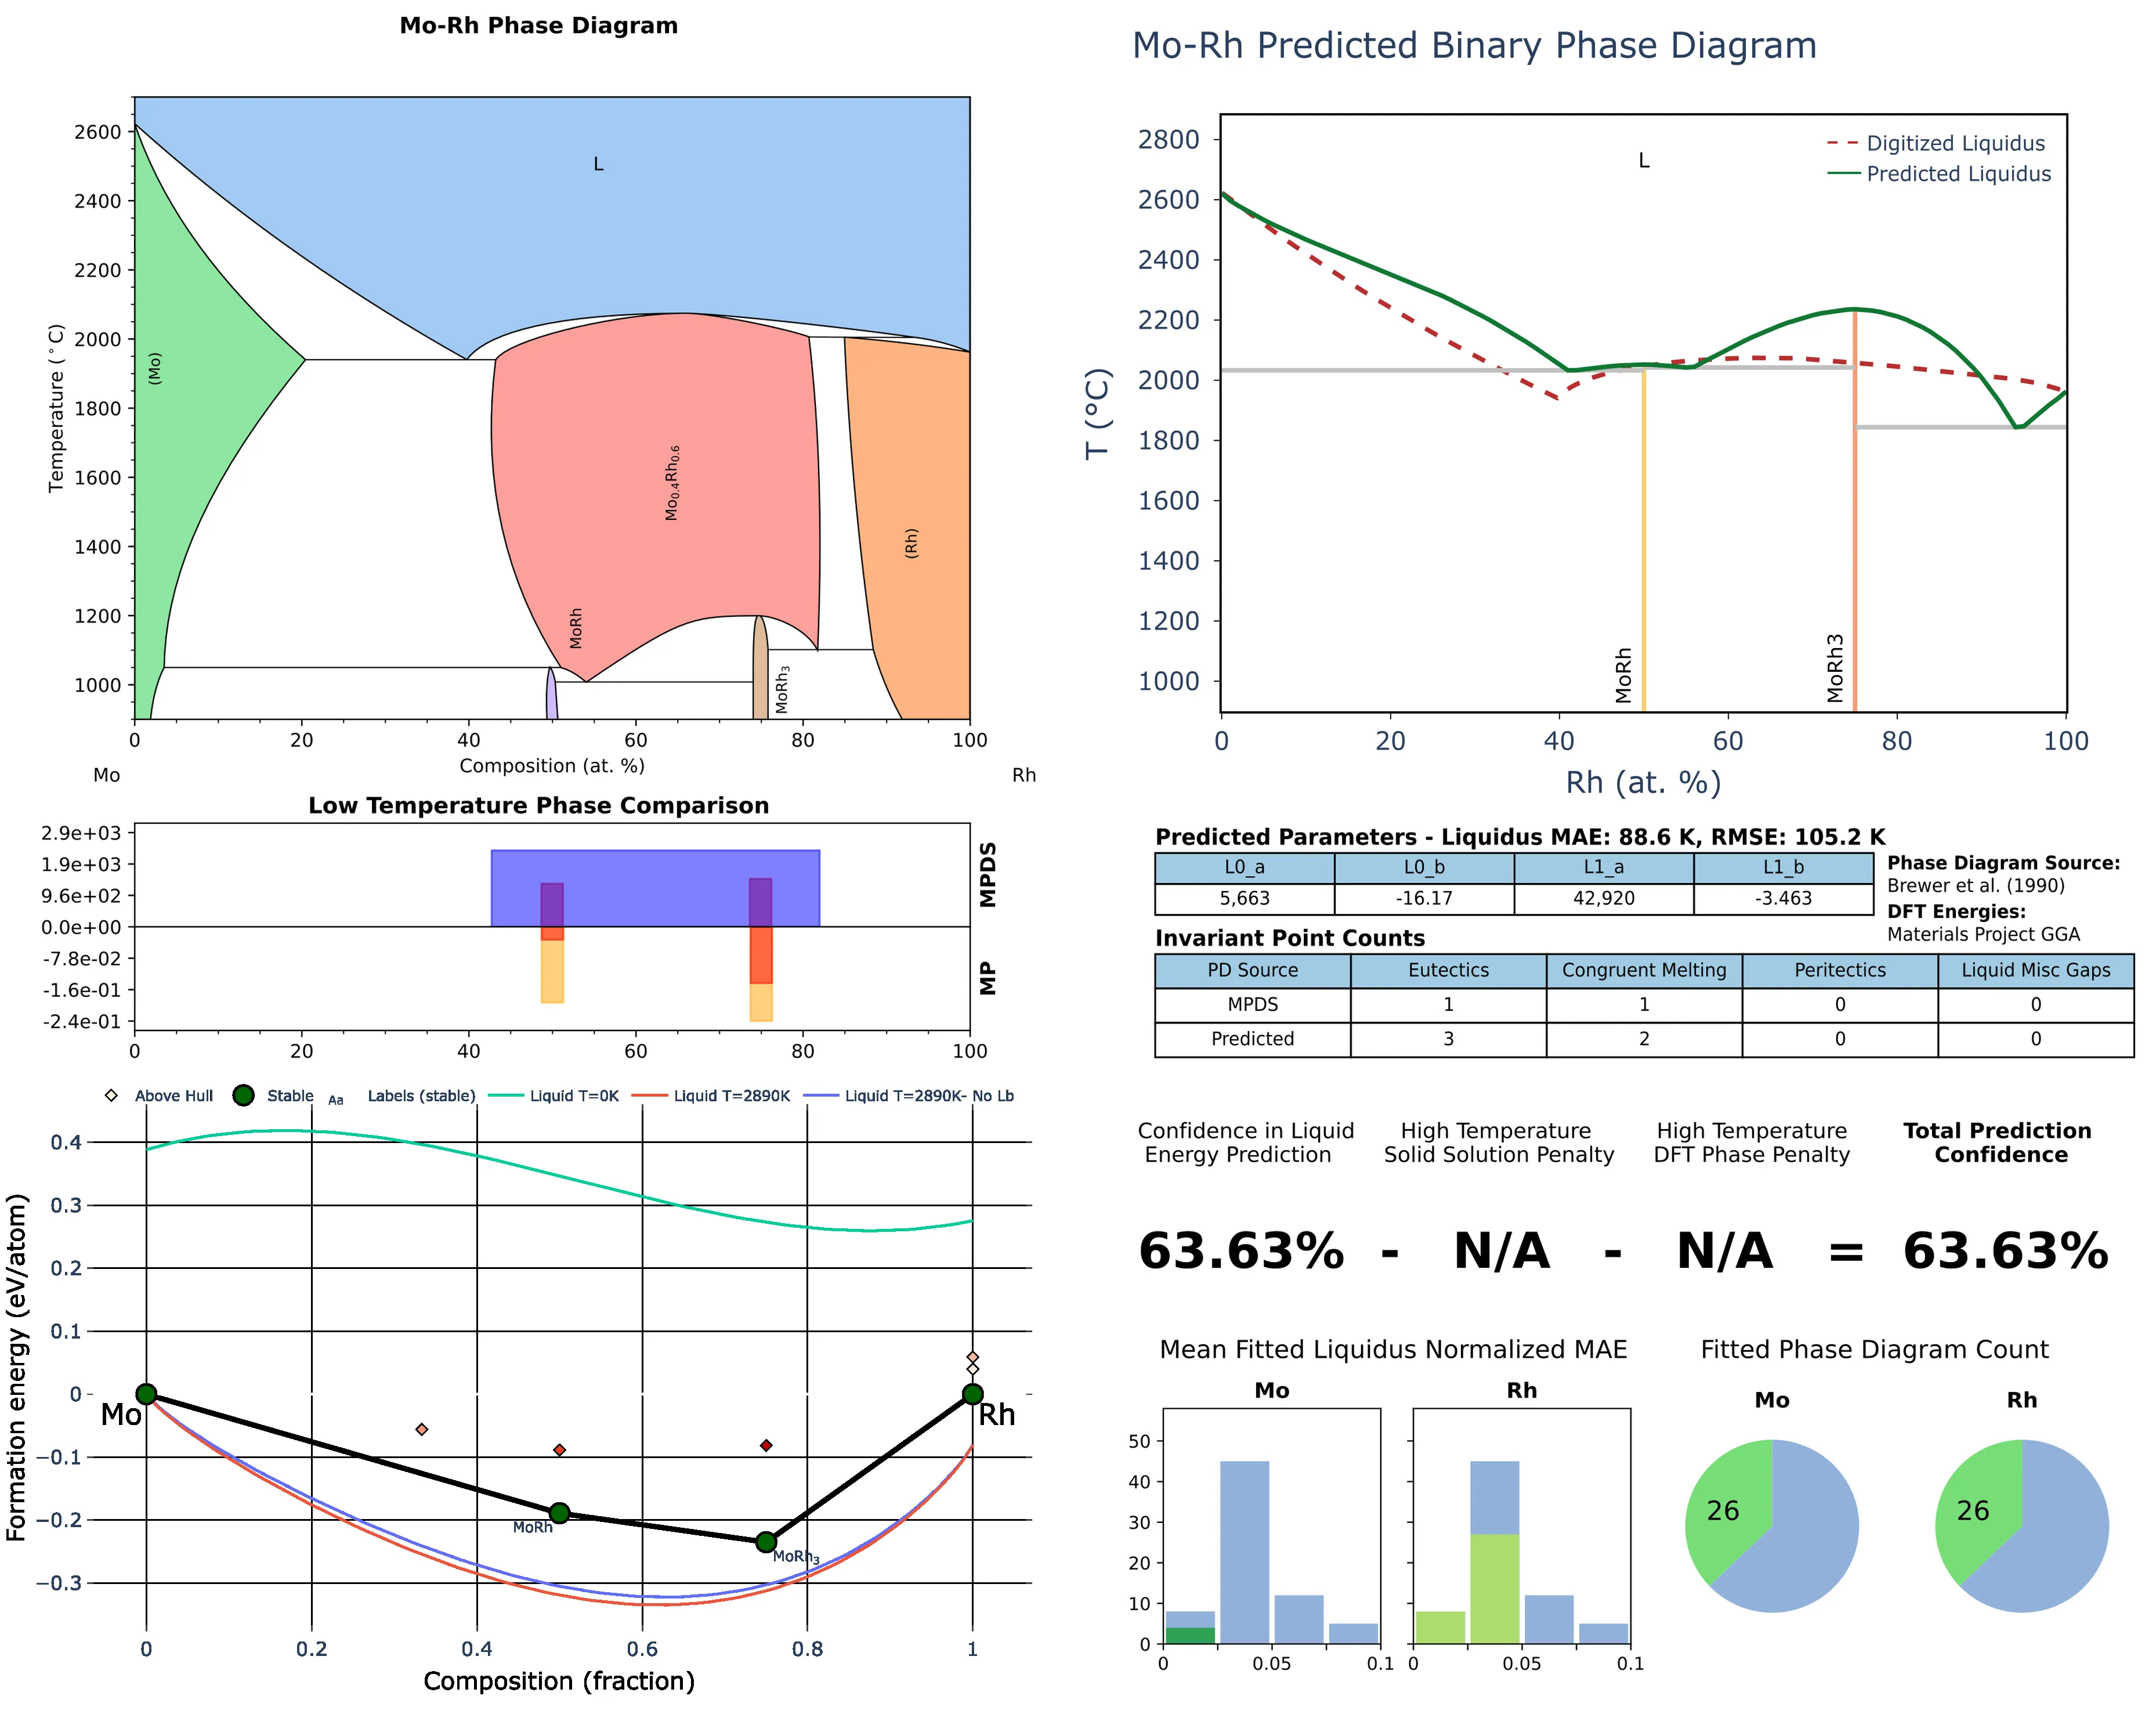 Mo-Rh Phase Diagram
2600
2400
2200
2000
1800
1600
1400
1200
1000
Temperature (°C)
L
(Mo)
Mo0.4Rh0.6
(Rh)
MoRh
MoRh3
0 20 40 60 80 100
Mo Composition (at. %) Rh
Low Temperature Phase Comparison
2.9e+03
1.9e+03
9.6e+02
0.0e+00
-7.8e-02
-1.6e-01
-2.4e-01
MPDS
MP
0 20 40 60 80 100
Above Hull Stable Aa Labels (stable) Liquid T=0K Liquid T=2890K Liquid T=2890K- No Lb
0.4
0.3
0.2
0.1
0
−0.1
−0.2
−0.3
Formation energy (eV/atom)
Mo
Rh
MoRh
MoRh3
0 0.2 0.4 0.6 0.8 1
Composition (fraction)
Mo-Rh Predicted Binary Phase Diagram
2800
2600
2400
2200
2000
1800
1600
1400
1200
1000
T (°C)
L
Digitized Liquidus
Predicted Liquidus
MoRh
MoRh3
0 20 40 60 80 100
Rh (at. %)
Predicted Parameters - Liquidus MAE: 88.6 K, RMSE: 105.2 K
L0_a L0_b L1_a L1_b
5,663 -16.17 42,920 -3.463
Phase Diagram Source:
Brewer et al. (1990)
DFT Energies:
Materials Project GGA
Invariant Point Counts
PD Source Eutectics Congruent Melting Peritectics Liquid Misc Gaps
MPDS 1 1 0 0
Predicted 3 2 0 0
Confidence in Liquid
Energy Prediction
High Temperature
Solid Solution Penalty
High Temperature
DFT Phase Penalty
Total Prediction
Confidence
63.63% - N/A - N/A = 63.63%
Mean Fitted Liquidus Normalized MAE
Mo
Rh
50
40
30
20
10
0
0 0.05 0.1
0 0.05 0.1
Fitted Phase Diagram Count
Mo
Rh
26
26